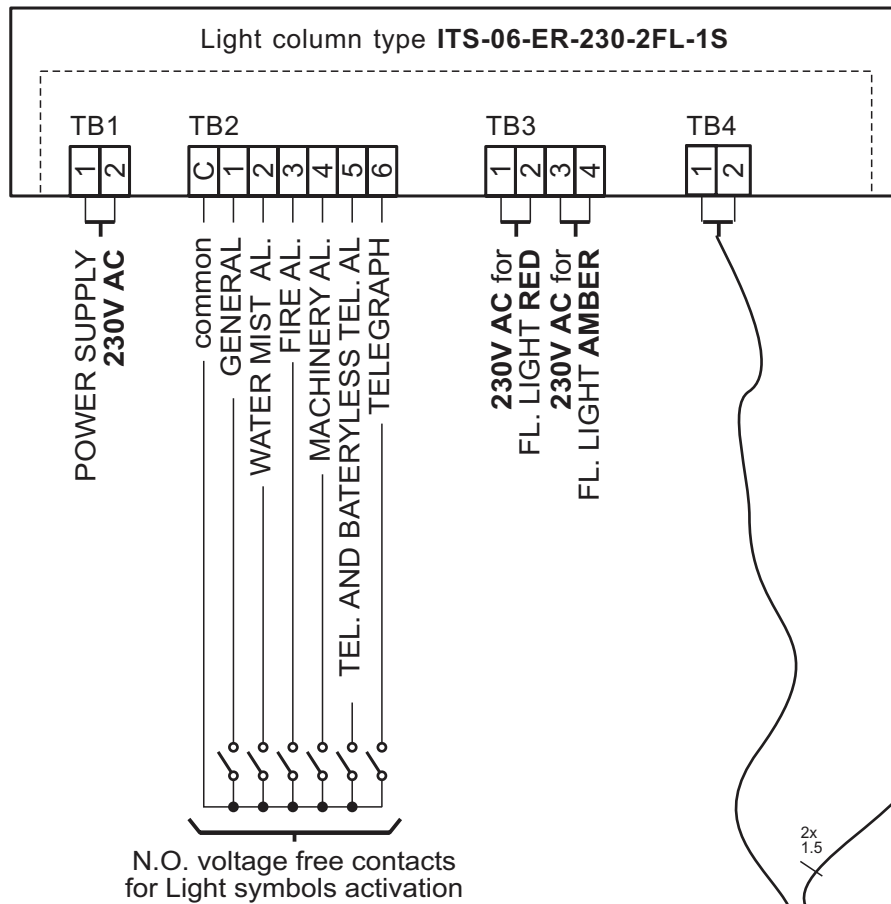 Light column type ITS-06-ER-230-2FL-1S
TB1
TB2
TB3
TB4
1
2
C
1
2
3
4
5
6
1
2
3
4
1
2
POWER SUPPLY
230V AC
common
GENERAL
WATER MIST AL.
FIRE AL.
MACHINERY AL.
TEL. AND BATERYLESS TEL. AL
TELEGRAPH
230V AC for
FL. LIGHT RED
230V AC for
FL. LIGHT AMBER
2x
1.5
N.O. voltage free contacts
for Light symbols activation